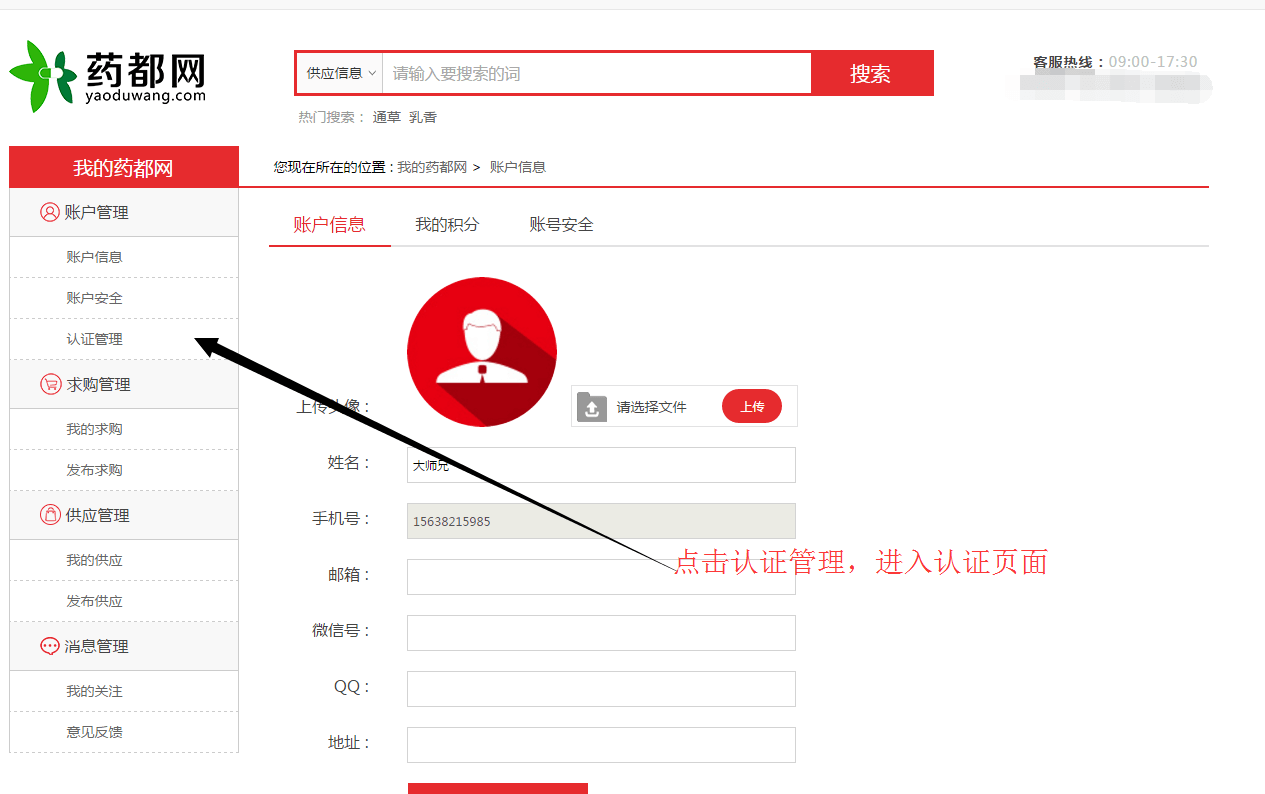 药都网
yaoduwang.com
供应信息 请输入要搜索的词 搜索
客服热线：09:00-17:30
热门搜索： 通草 乳香
我的药都网
您现在所在的位置 : 我的药都网 > 账户信息
账户管理
账户信息
账户安全
认证管理
求购管理
我的求购
发布求购
供应管理
我的供应
发布供应
消息管理
我的关注
意见反馈
账户信息 我的积分 账号安全
上传头像： 请选择文件 上传
姓名： 大师兄
手机号： 15638215985
点击认证管理，进入认证页面
邮箱：
微信号：
QQ：
地址：